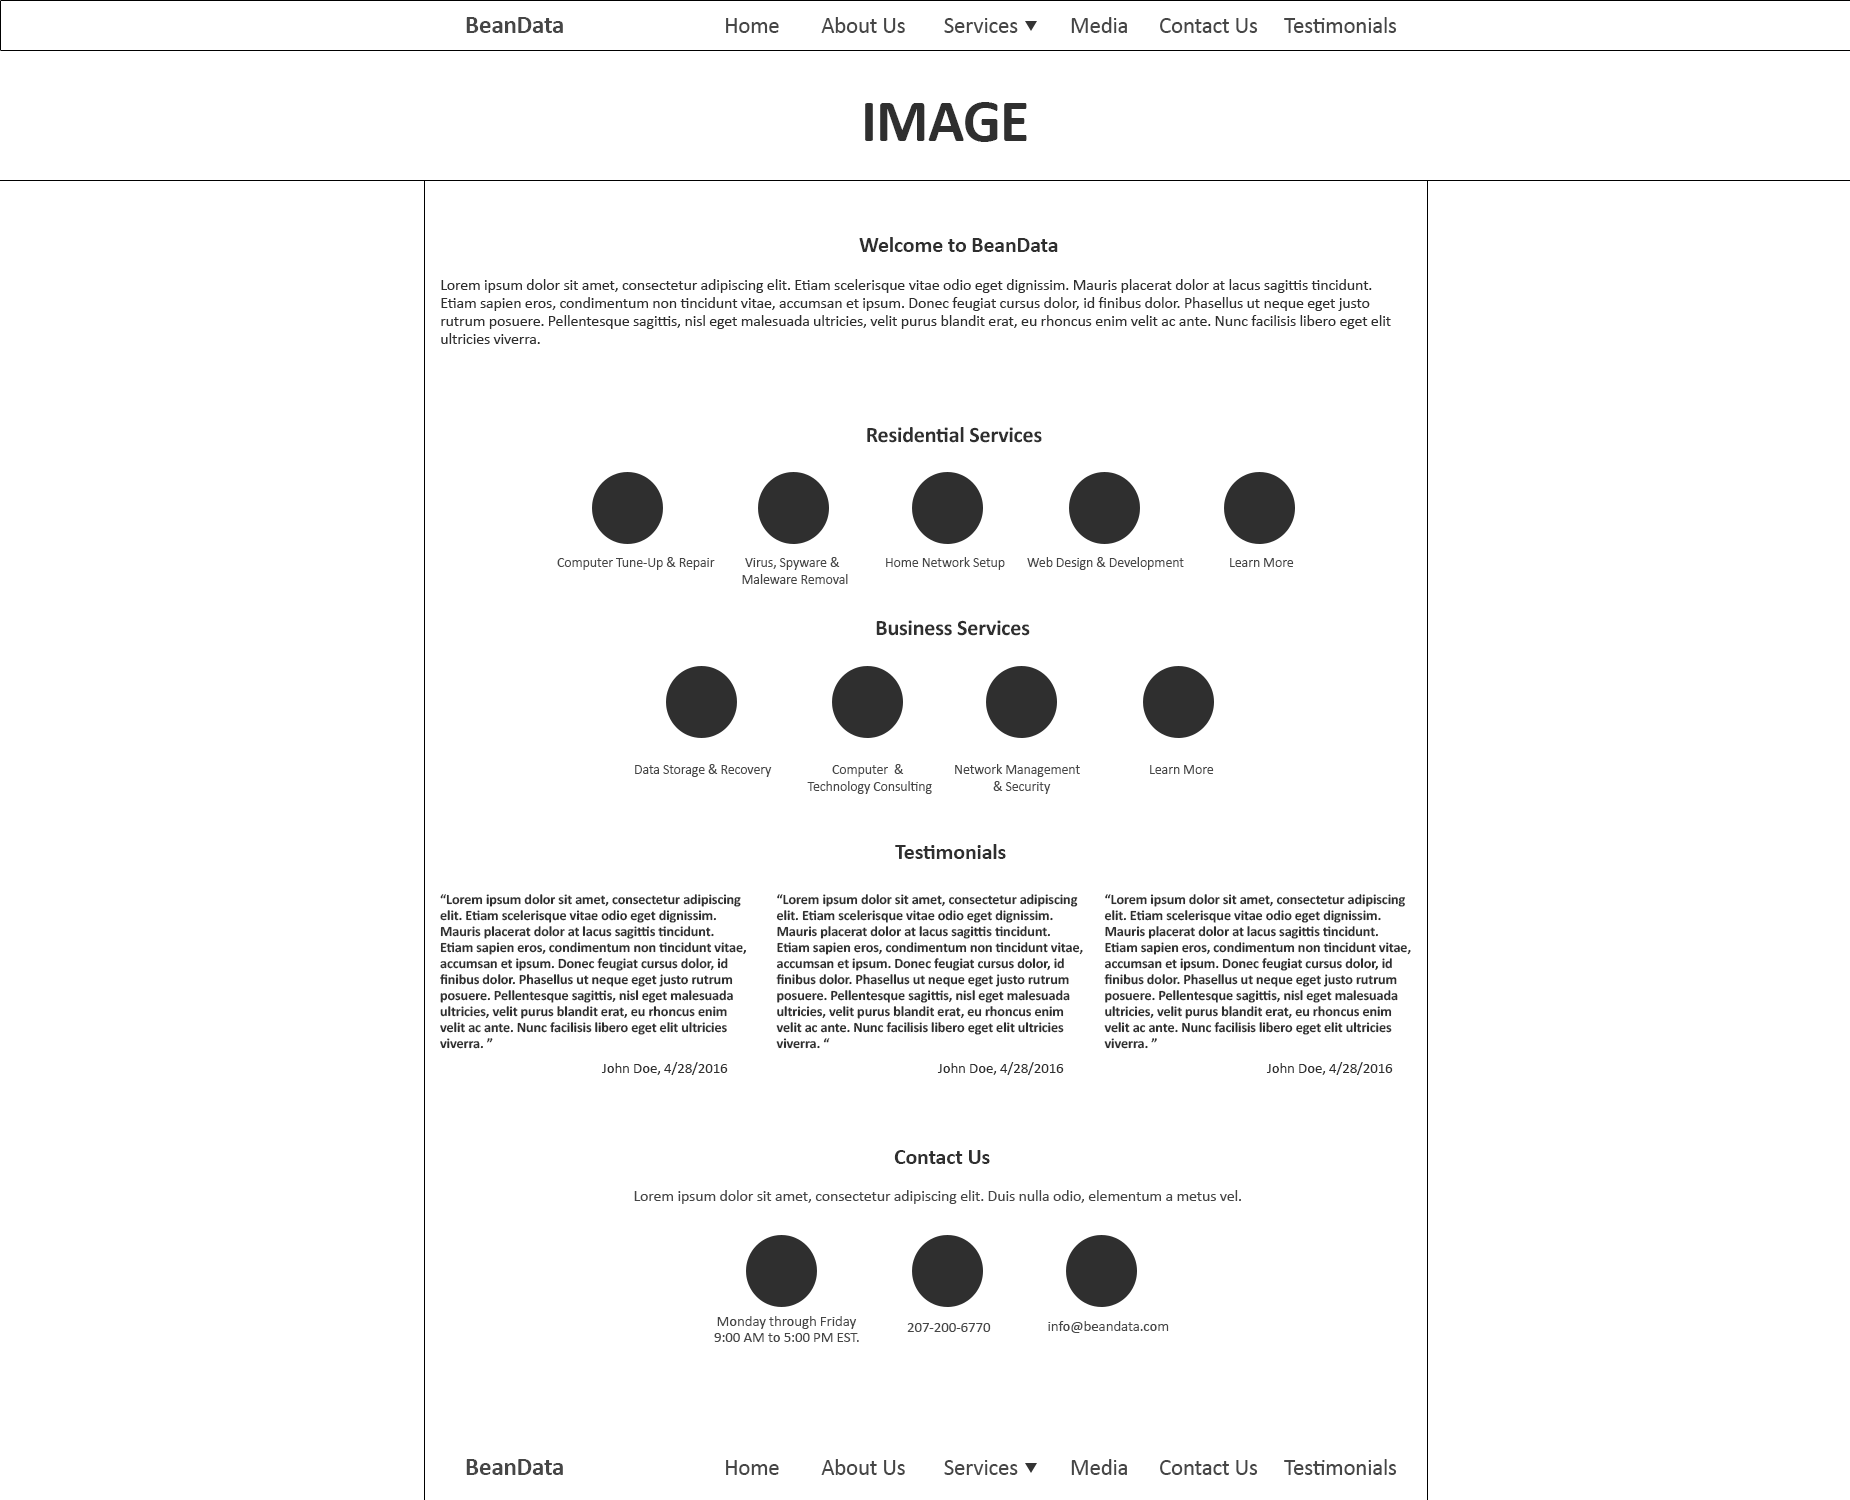 BeanData Home About Us Services ▼ Media Contact Us Testimonials
IMAGE
Welcome to BeanData
Lorem ipsum dolor sit amet, consectetur adipiscing elit. Etiam scelerisque vitae odio eget dignissim. Mauris placerat dolor at lacus sagittis tincidunt.
Etiam sapien eros, condimentum non tincidunt vitae, accumsan et ipsum. Donec feugiat cursus dolor, id finibus dolor. Phasellus ut neque eget justo
rutrum posuere. Pellentesque sagittis, nisl eget malesuada ultricies, velit purus blandit erat, eu rhoncus enim velit ac ante. Nunc facilisis libero eget elit
ultricies viverra.
Residential Services
Computer Tune-Up & Repair
Virus, Spyware &
Maleware Removal
Home Network Setup
Web Design & Development
Learn More
Business Services
Data Storage & Recovery
Computer &
Technology Consulting
Network Management
& Security
Learn More
Testimonials
“Lorem ipsum dolor sit amet, consectetur adipiscing
elit. Etiam scelerisque vitae odio eget dignissim.
Mauris placerat dolor at lacus sagittis tincidunt.
Etiam sapien eros, condimentum non tincidunt vitae,
accumsan et ipsum. Donec feugiat cursus dolor, id
finibus dolor. Phasellus ut neque eget justo rutrum
posuere. Pellentesque sagittis, nisl eget malesuada
ultricies, velit purus blandit erat, eu rhoncus enim
velit ac ante. Nunc facilisis libero eget elit ultricies
viverra. ”
John Doe, 4/28/2016
“Lorem ipsum dolor sit amet, consectetur adipiscing
elit. Etiam scelerisque vitae odio eget dignissim.
Mauris placerat dolor at lacus sagittis tincidunt.
Etiam sapien eros, condimentum non tincidunt vitae,
accumsan et ipsum. Donec feugiat cursus dolor, id
finibus dolor. Phasellus ut neque eget justo rutrum
posuere. Pellentesque sagittis, nisl eget malesuada
ultricies, velit purus blandit erat, eu rhoncus enim
velit ac ante. Nunc facilisis libero eget elit ultricies
viverra. “
John Doe, 4/28/2016
“Lorem ipsum dolor sit amet, consectetur adipiscing
elit. Etiam scelerisque vitae odio eget dignissim.
Mauris placerat dolor at lacus sagittis tincidunt.
Etiam sapien eros, condimentum non tincidunt vitae,
accumsan et ipsum. Donec feugiat cursus dolor, id
finibus dolor. Phasellus ut neque eget justo rutrum
posuere. Pellentesque sagittis, nisl eget malesuada
ultricies, velit purus blandit erat, eu rhoncus enim
velit ac ante. Nunc facilisis libero eget elit ultricies
viverra. ”
John Doe, 4/28/2016
Contact Us
Lorem ipsum dolor sit amet, consectetur adipiscing elit. Duis nulla odio, elementum a metus vel.
Monday through Friday
9:00 AM to 5:00 PM EST.
207-200-6770
info@beandata.com
BeanData Home About Us Services ▼ Media Contact Us Testimonials